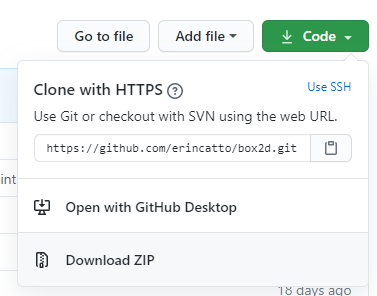 Go to file
Add file
Code
Clone with HTTPS
Use SSH
Use Git or checkout with SVN using the web URL.
https://github.com/erincatto/box2d.git
int
Open with GitHub Desktop
Download ZIP
18 days ago